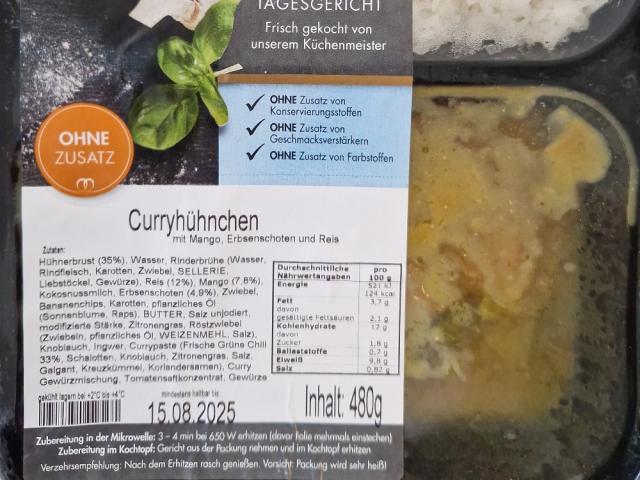 TAGESGERICHT
Frisch gekocht von
unserem Küchenmeister
OHNE Zusatz von
Konservierungsstoffen
OHNE Zusatz von
Geschmacksverstärkern
OHNE Zusatz von Farbstoffen
OHNE
ZUSATZ
Curryhühnchen
mit Mango, Erbsenschoten und Reis
Zutaten:
Hühnerbrust (35%), Wasser, Rinderbrühe (Wasser,
Rindfleisch, Karotten, Zwiebel, SELLERIE,
Liebstöckel, Gewürze), Reis (12%), Mango (7,8%),
Kokosnussmilch, Erbsenschoten (4,9%), Zwiebel,
Bananenchips, Karotten, pflanzliches Öl
(Sonnenblume, Raps), BUTTER, Salz unjodiert,
modifizierte Stärke, Zitronengras, Röstzwiebel
(Zwiebeln, pflanzliches Öl, WEIZENMEHL, Salz),
Knoblauch, Ingwer, Currypaste (Frische Grüne Chili
33%, Schalotten, Knoblauch, Zitronengras, Salz,
Galgant, Kreuzkümmel, Koriandersamen), Curry
Gewürzmischung, Tomatensaftkonzentrat, Gewürze
Durchschnittliche pro
Nährwertangaben 100 g
Energie 521 kJ
124 kcal
Fett 3,7 g
davon
gesättigte Fettsäuren 2,1 g
Kohlenhydrate 12 g
davon
Zucker 1,8 g
Ballaststoffe 0,7 g
Eiweiß 9,8 g
Salz 0,82 g
gekühlt lagern bei +2°C bis +4°C
mindestens haltbar bis
15.08.2025
Inhalt: 480g
Zubereitung in der Mikrowelle: 3 – 4 min bei 650 W erhitzen (davor Folie mehrmals einstechen)
Zubereitung im Kochtopf: Gericht aus der Packung nehmen und im Kochtopf erhitzen
Verzehrsempfehlung: Nach dem Erhitzen rasch genießen. Vorsicht: Packung wird sehr heiß!